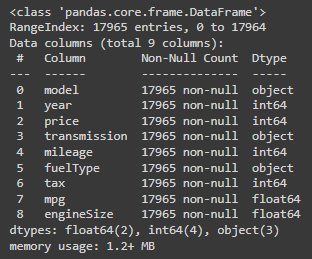 <class 'pandas.core.frame.DataFrame'>
RangeIndex: 17965 entries, 0 to 17964
Data columns (total 9 columns):
 #   Column        Non-Null Count  Dtype
---  ------        --------------  -----
 0   model         17965 non-null  object
 1   year          17965 non-null  int64
 2   price         17965 non-null  int64
 3   transmission  17965 non-null  object
 4   mileage       17965 non-null  int64
 5   fuelType      17965 non-null  object
 6   tax           17965 non-null  int64
 7   mpg           17965 non-null  float64
 8   engineSize    17965 non-null  float64
dtypes: float64(2), int64(4), object(3)
memory usage: 1.2+ MB